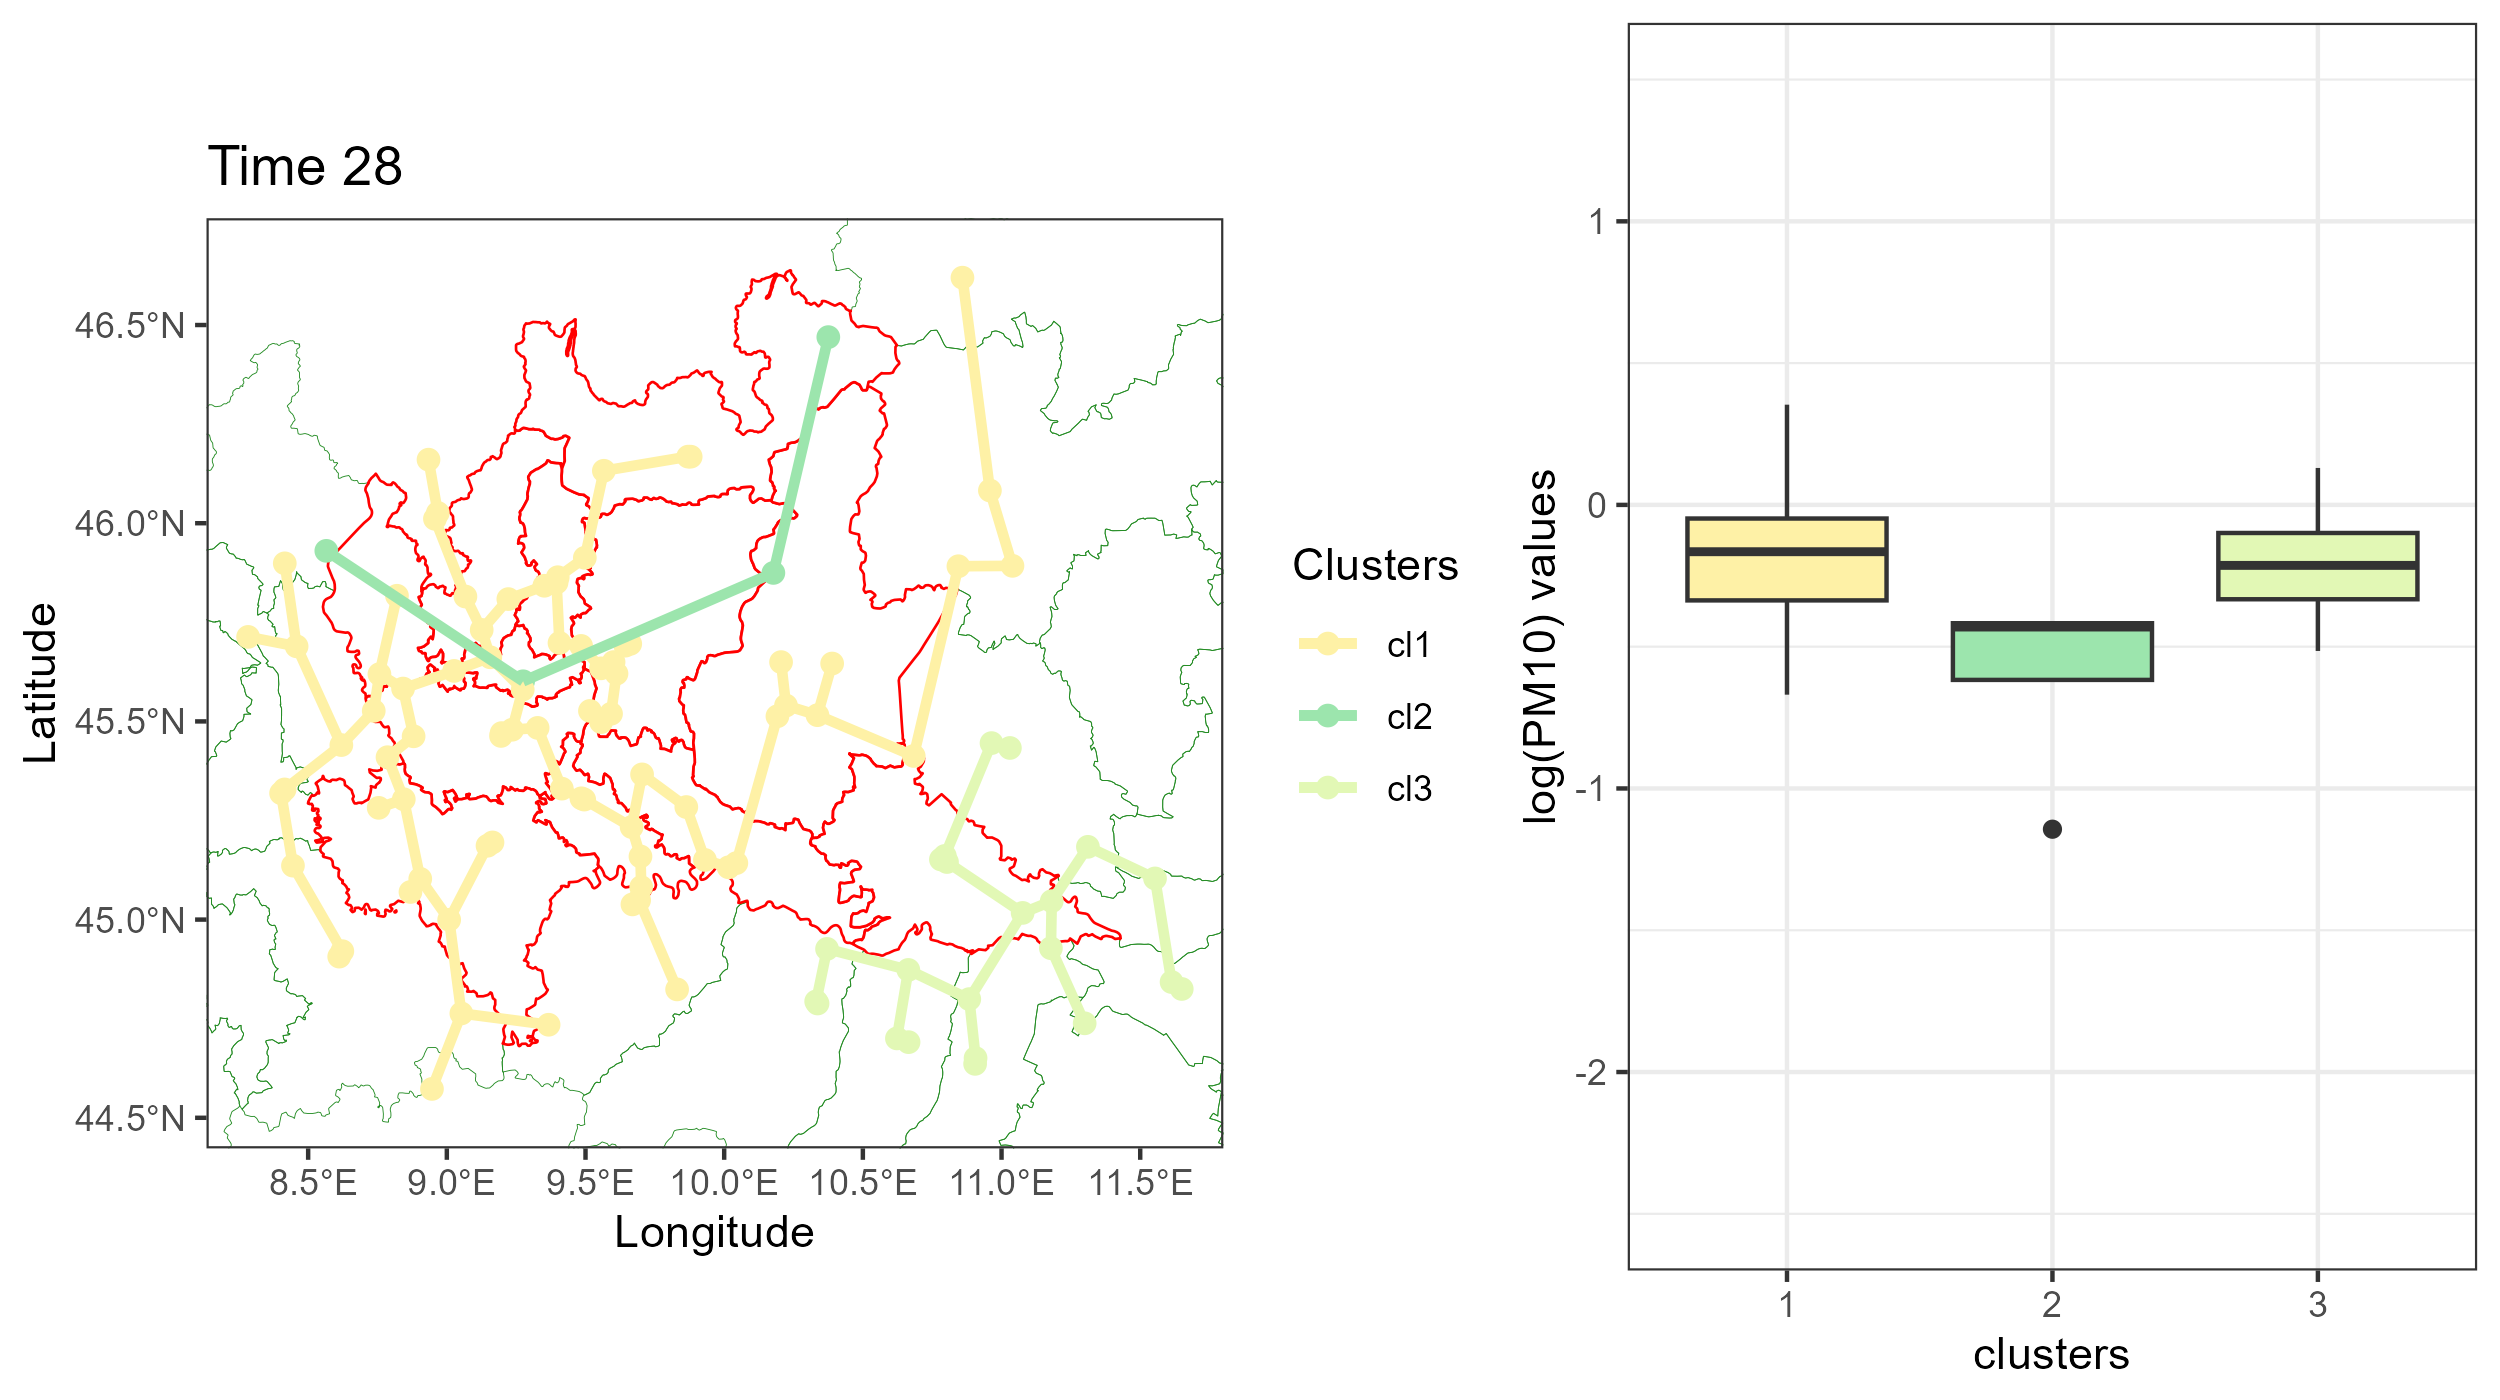 Time 28
Latitude
46.5°N
46.0°N
45.5°N
45.0°N
44.5°N
8.5°E 9.0°E 9.5°E 10.0°E 10.5°E 11.0°E 11.5°E
Longitude
Clusters
cl1
cl2
cl3
log(PM10) values
1
0
-1
-2
1 2 3
clusters